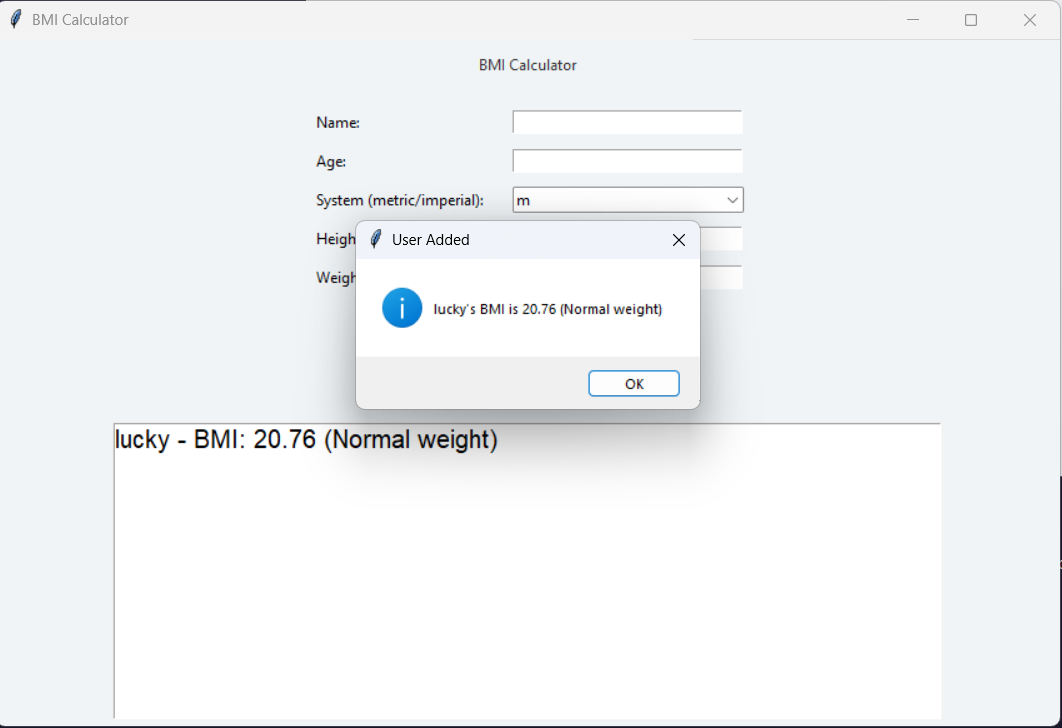 BMI Calculator
BMI Calculator
Name:
Age:
System (metric/imperial): m
Heigh
Weigh
User Added
lucky's BMI is 20.76 (Normal weight)
OK
lucky - BMI: 20.76 (Normal weight)